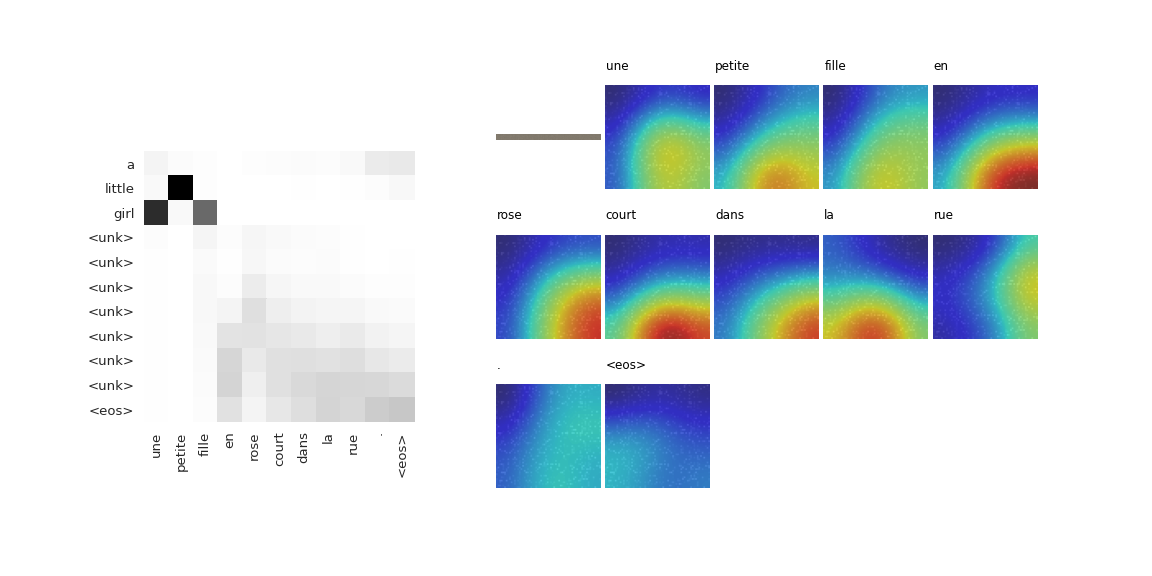 a
little
girl
<unk>
<unk>
<unk>
<unk>
<unk>
<unk>
<unk>
<eos>
une petite fille en rose court dans la rue . <eos>
une petite fille en
rose court dans la rue
. <eos>